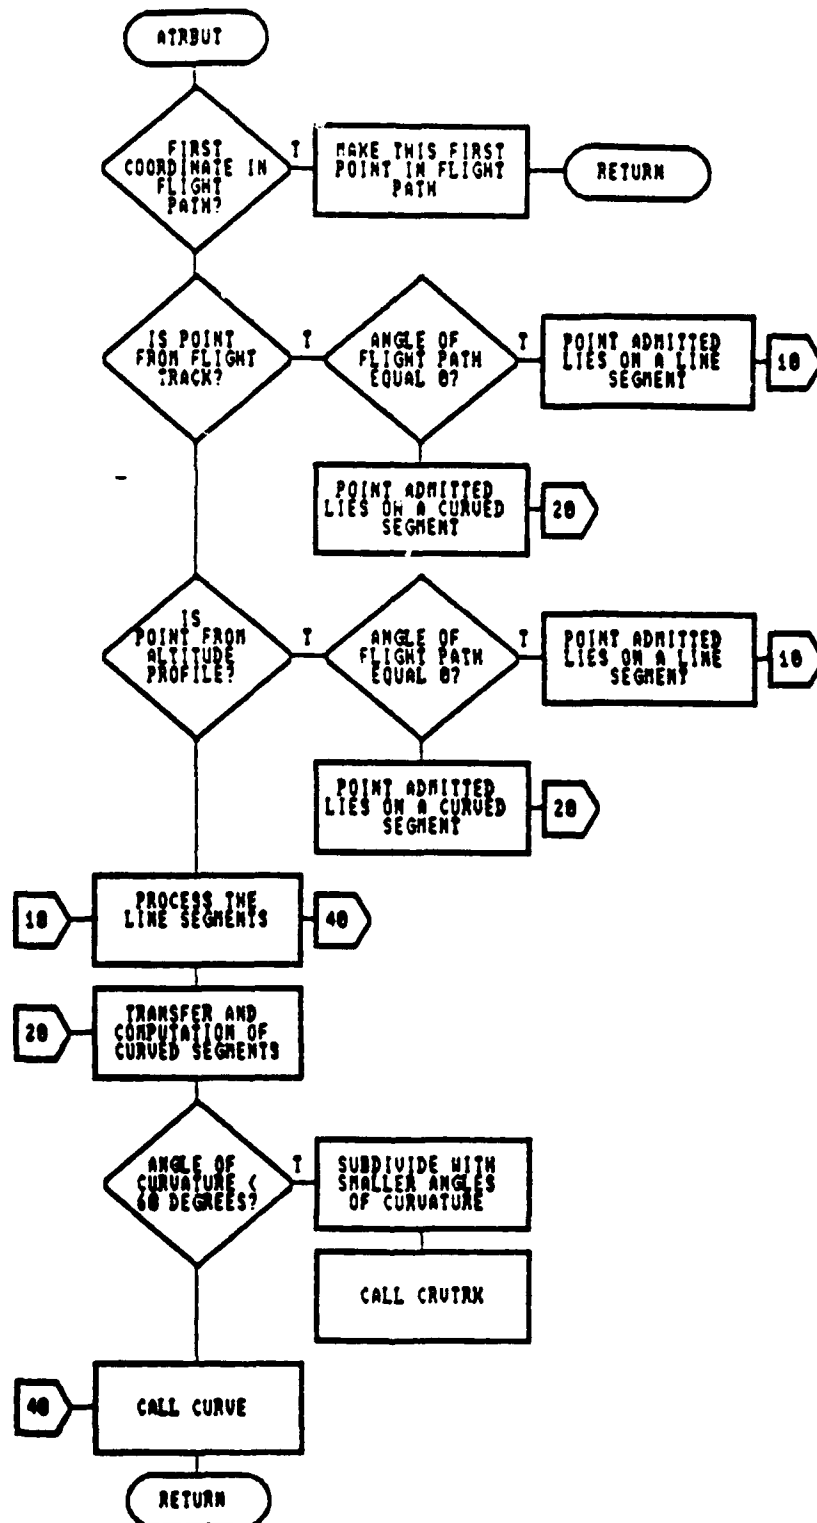 ATRBUT
FIRST
COORDINATE IN
FLIGHT
PATH?
T
MAKE THIS FIRST
POINT IN FLIGHT
PATH
RETURN
IS POINT
FROM FLIGHT
TRACK?
T
ANGLE OF
FLIGHT PATH
EQUAL 0?
T
POINT ADMITTED
LIES ON A LINE
SEGMENT
10
POINT ADMITTED
LIES ON A CURVED
SEGMENT
20
IS
POINT FROM
ALTITUDE
PROFILE?
T
ANGLE OF
FLIGHT PATH
EQUAL 0?
T
POINT ADMITTED
LIES ON A LINE
SEGMENT
10
POINT ADMITTED
LIES ON A CURVED
SEGMENT
20
10
PROCESS THE
LINE SEGMENTS
40
20
TRANSFER AND
COMPUTATION OF
CURVED SEGMENTS
ANGLE OF
CURVATURE <
60 DEGREES?
T
SUBDIVIDE WITH
SMALLER ANGLES
OF CURVATURE
CALL CRVTRK
40
CALL CURVE
RETURN